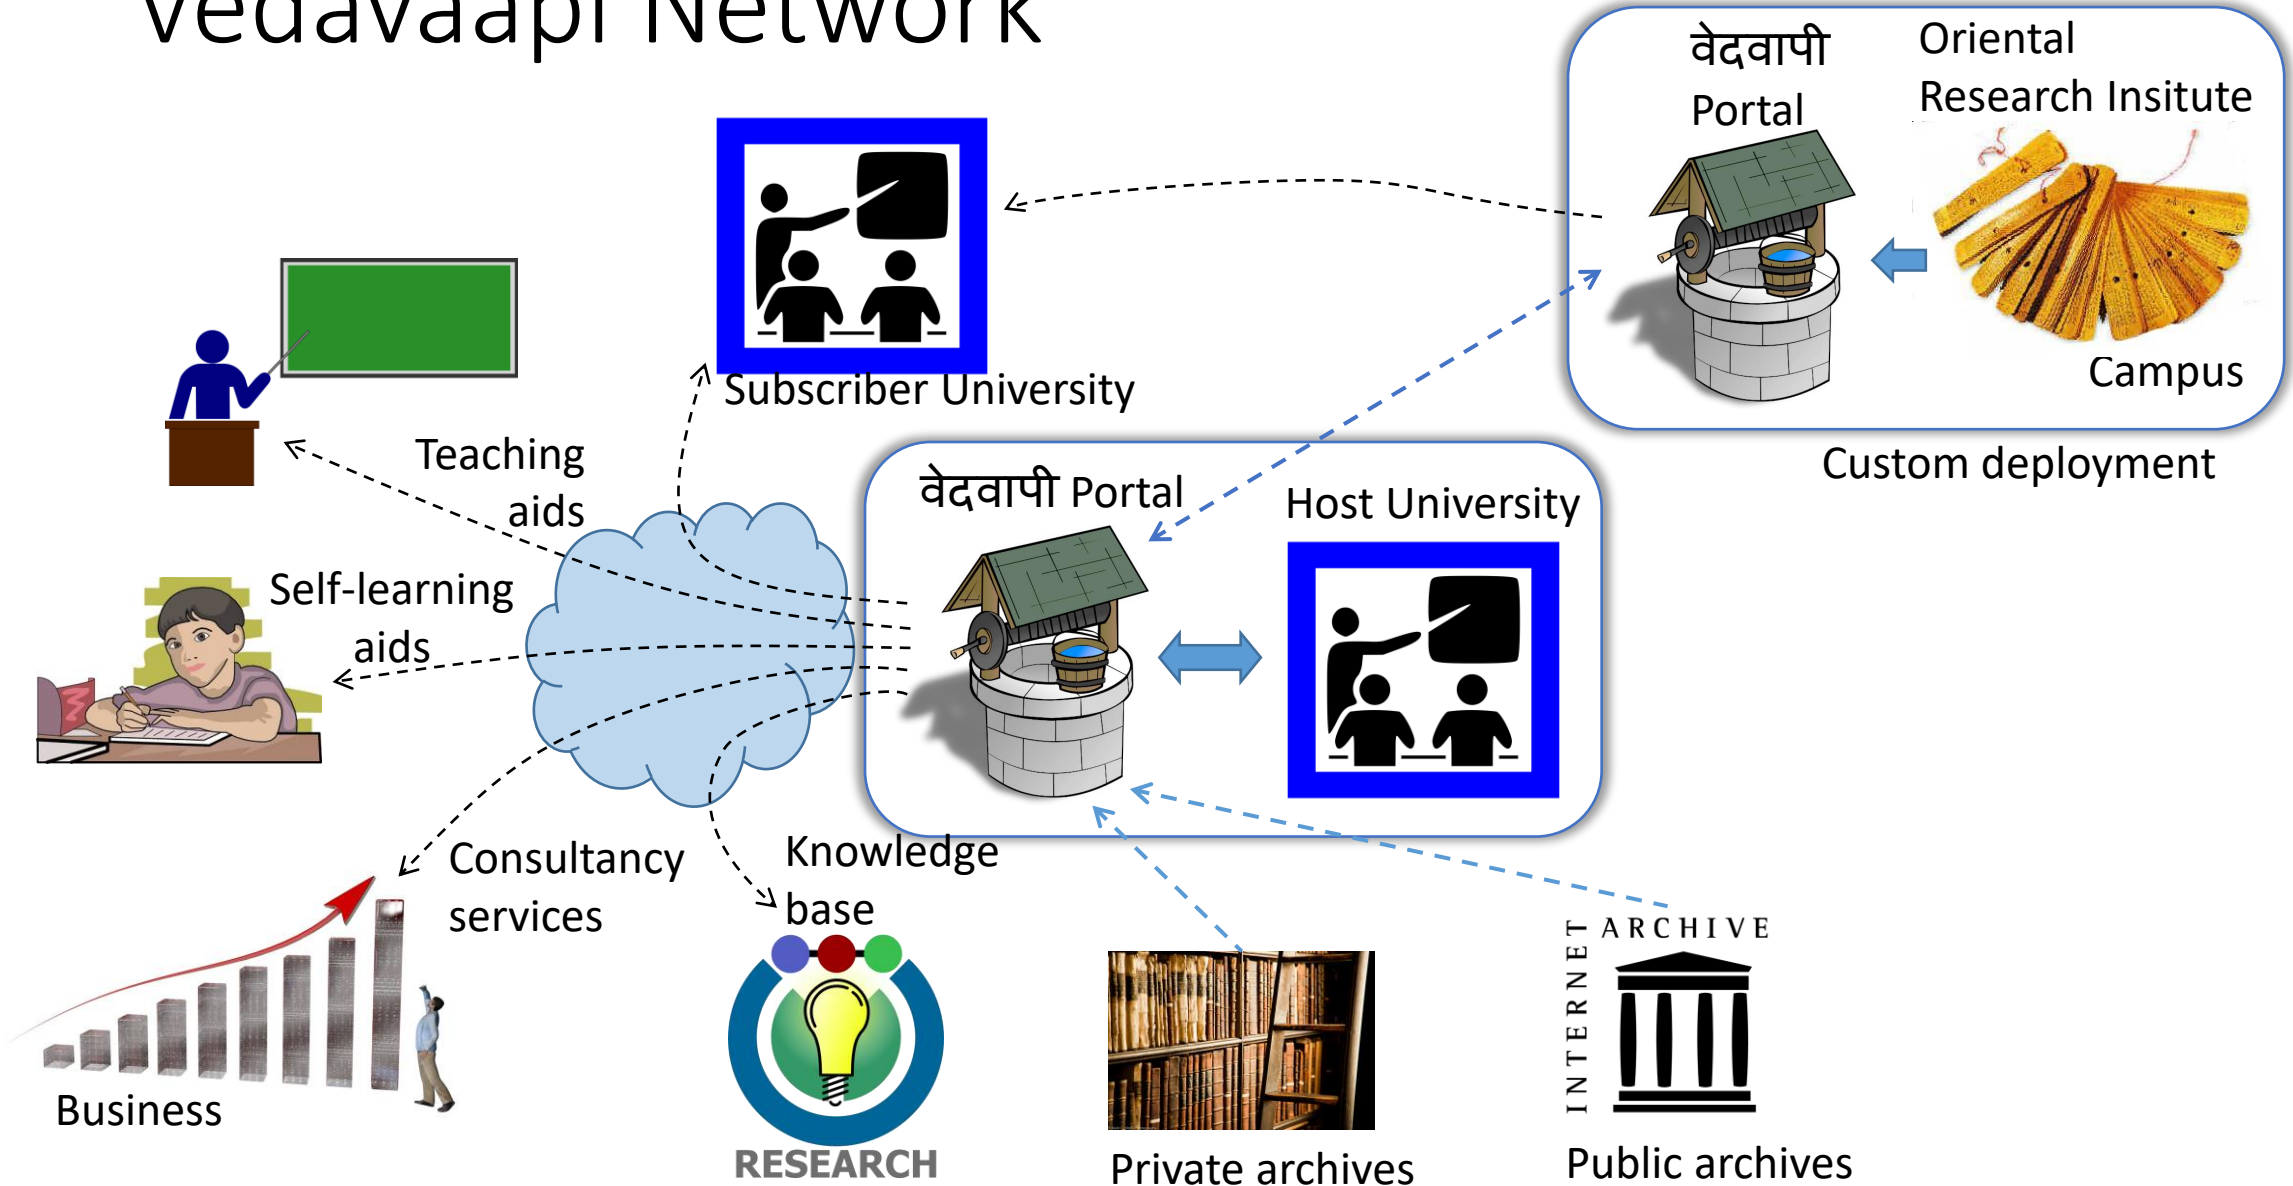 Vedavaapi Network
वेदवापी
Portal
Oriental
Research Insitute
Campus
Custom deployment
Subscriber University
Teaching
aids
वेदवापी Portal
Host University
Self-learning
aids
Consultancy
services
Knowledge
base
Business
RESEARCH
Private archives
INTERNET
ARCHIVE
Public archives